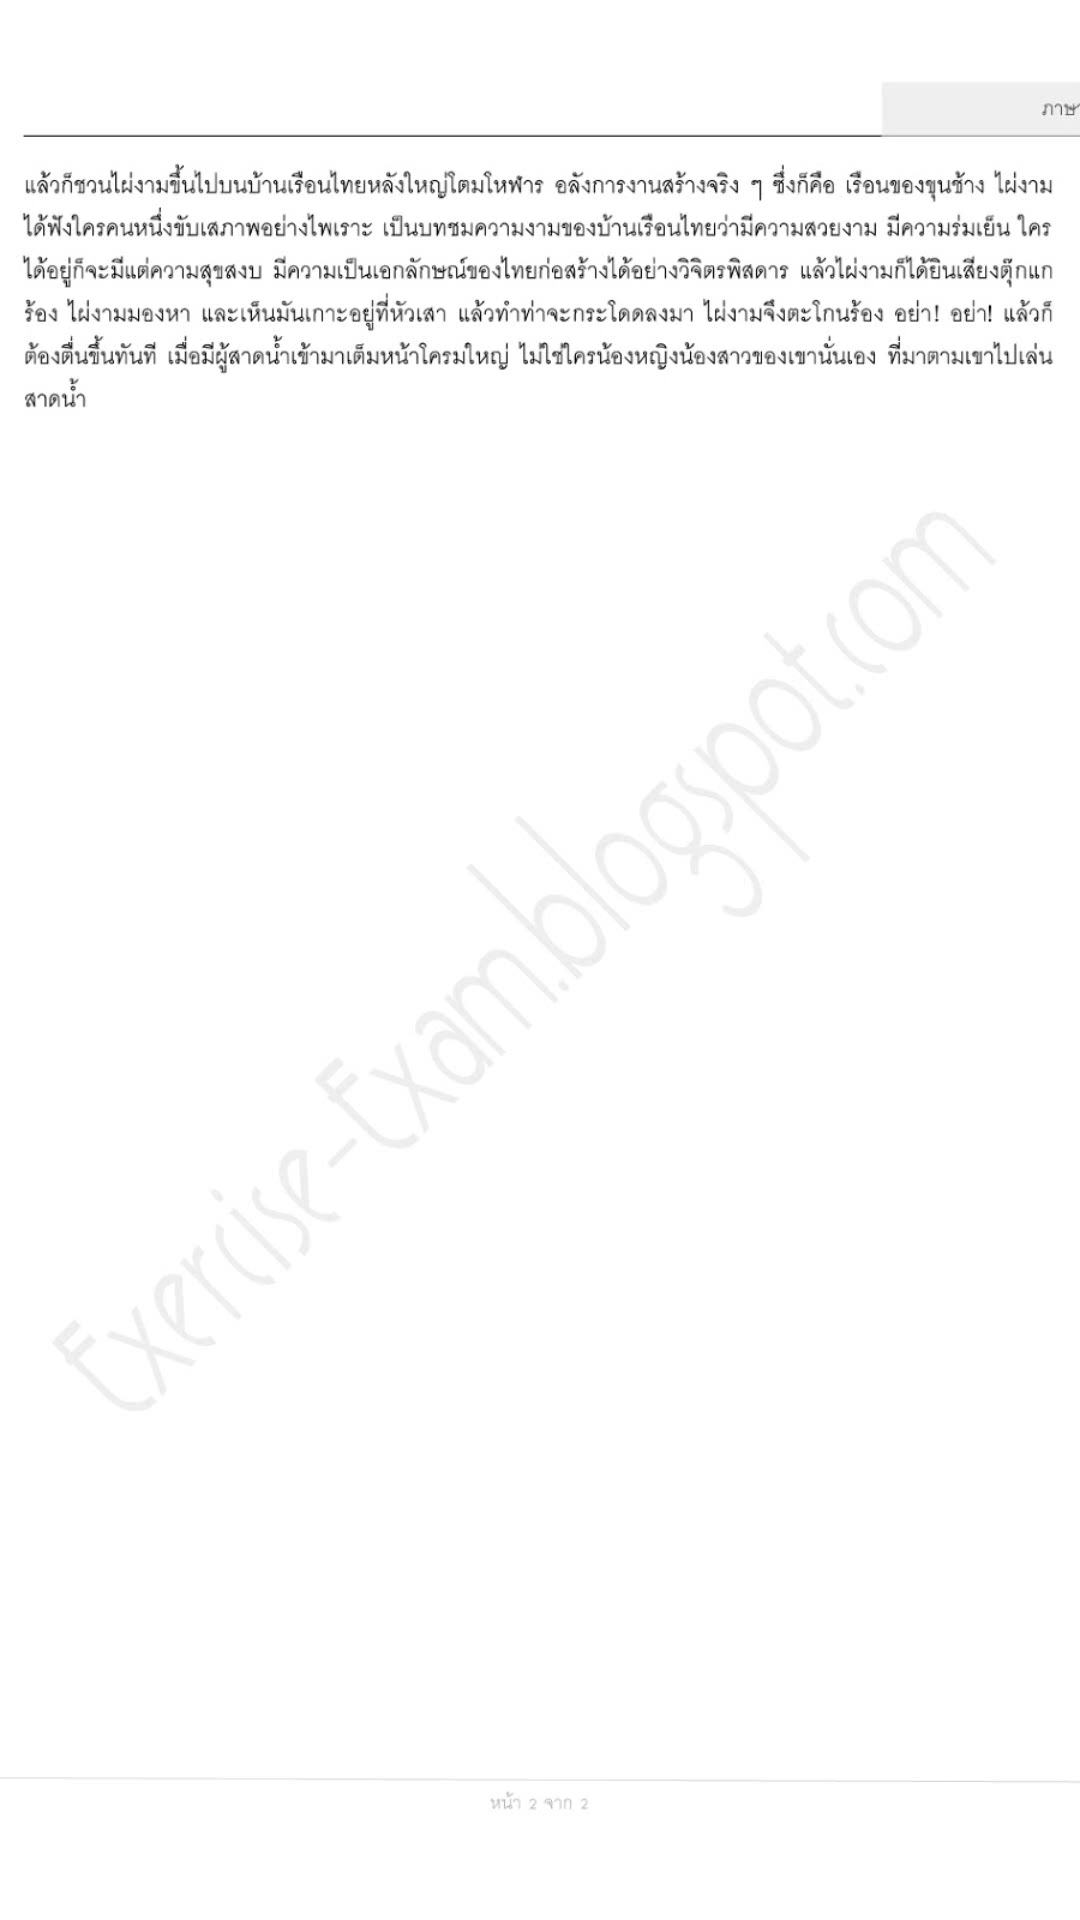 ภาษา
แล้วก็ชวนไผ่งามขึ้นไปบนบ้านเรือนไทยหลังใหญ่โตมโหฬาร อลังการงานสร้างจริง ๆ ซึ่งก็คือ เรือนของขุนช้าง ไผ่งาม
ได้ฟังใครคนหนึ่งขับเสภาพอย่างไพเราะ เป็นบทชมความงามของบ้านเรือนไทยว่ามีความสวยงาม มีความร่มเย็น ใคร
ได้อยู่ก็จะมีแต่ความสุขสงบ มีความเป็นเอกลักษณ์ของไทยก่อสร้างได้อย่างวิจิตรพิสดาร แล้วไผ่งามก็ได้ยินเสียงตุ๊กแก
ร้อง ไผ่งามมองหา และเห็นมันเกาะอยู่ที่หัวเสา แล้วทำท่าจะกระโดดลงมา ไผ่งามจึงตะโกนร้อง อย่า! อย่า! แล้วก็
ต้องตื่นขึ้นทันที เมื่อมีผู้สาดน้ำเข้ามาเต็มหน้าโครมใหญ่ ไม่ใช่ใครน้องหญิงน้องสาวของเขานั่นเอง ที่มาตามเขาไปเล่น
สาดน้ำ
Exercise-Exam.blogspot.com
หน้า 2 จาก 2